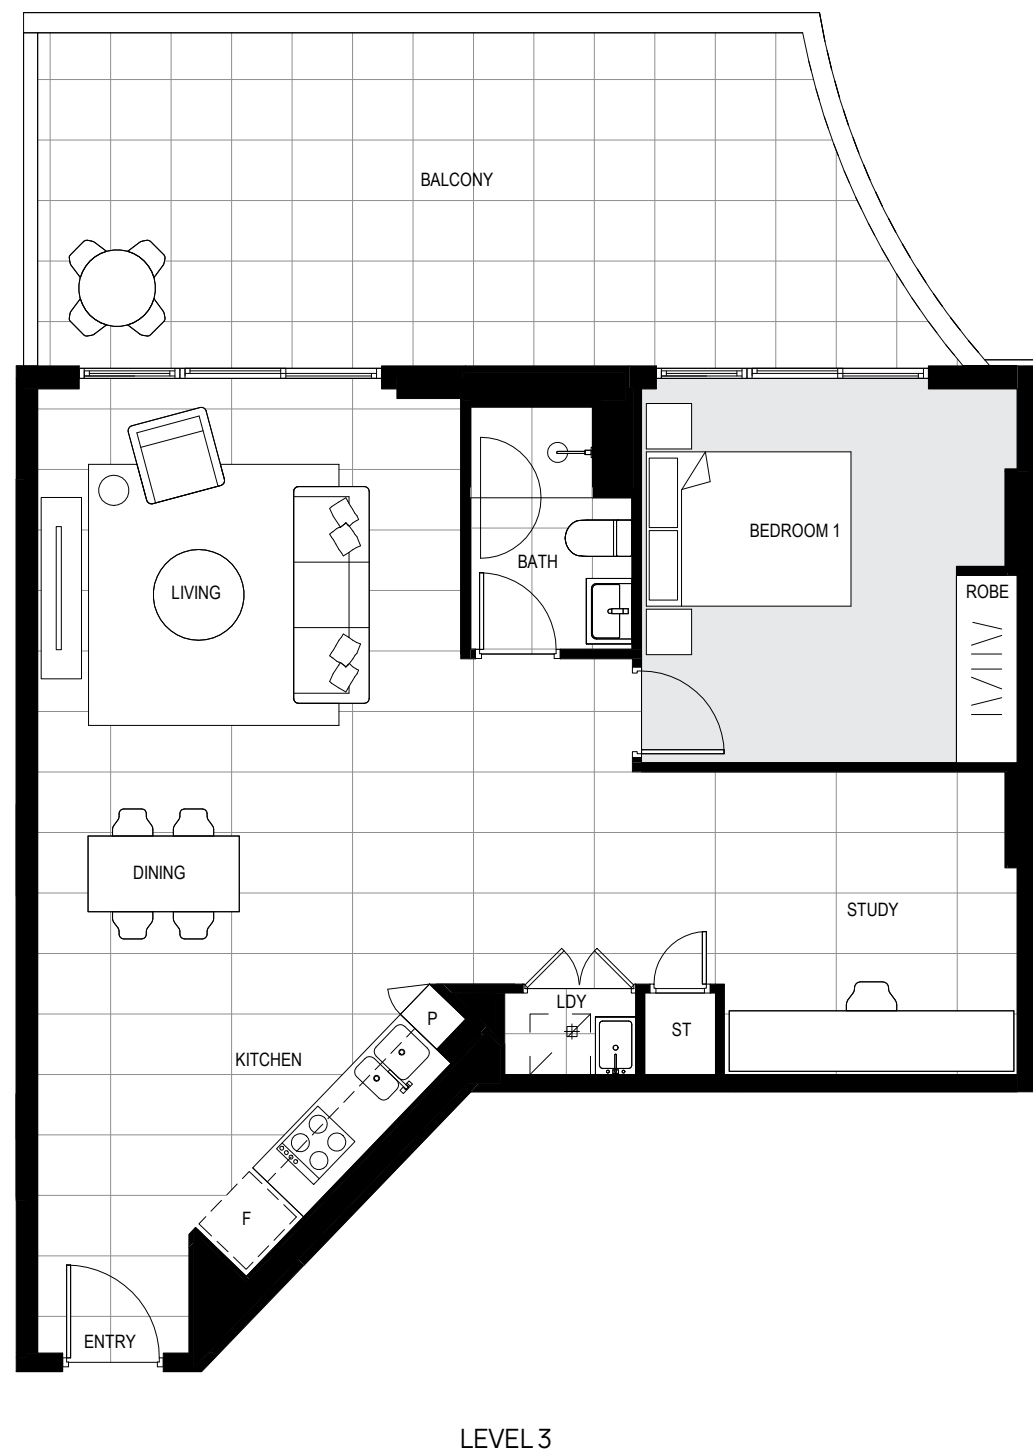 BALCONY
BEDROOM 1
BATH
LIVING
ROBE
DINING
STUDY
LDY
P
ST
KITCHEN
F
ENTRY
LEVEL 3